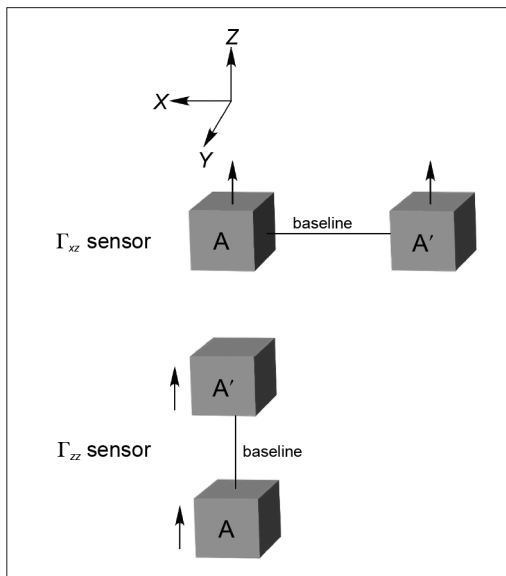 Z
X
Y
Γxz sensor
A
baseline
A′
A′
Γzz sensor
baseline
A